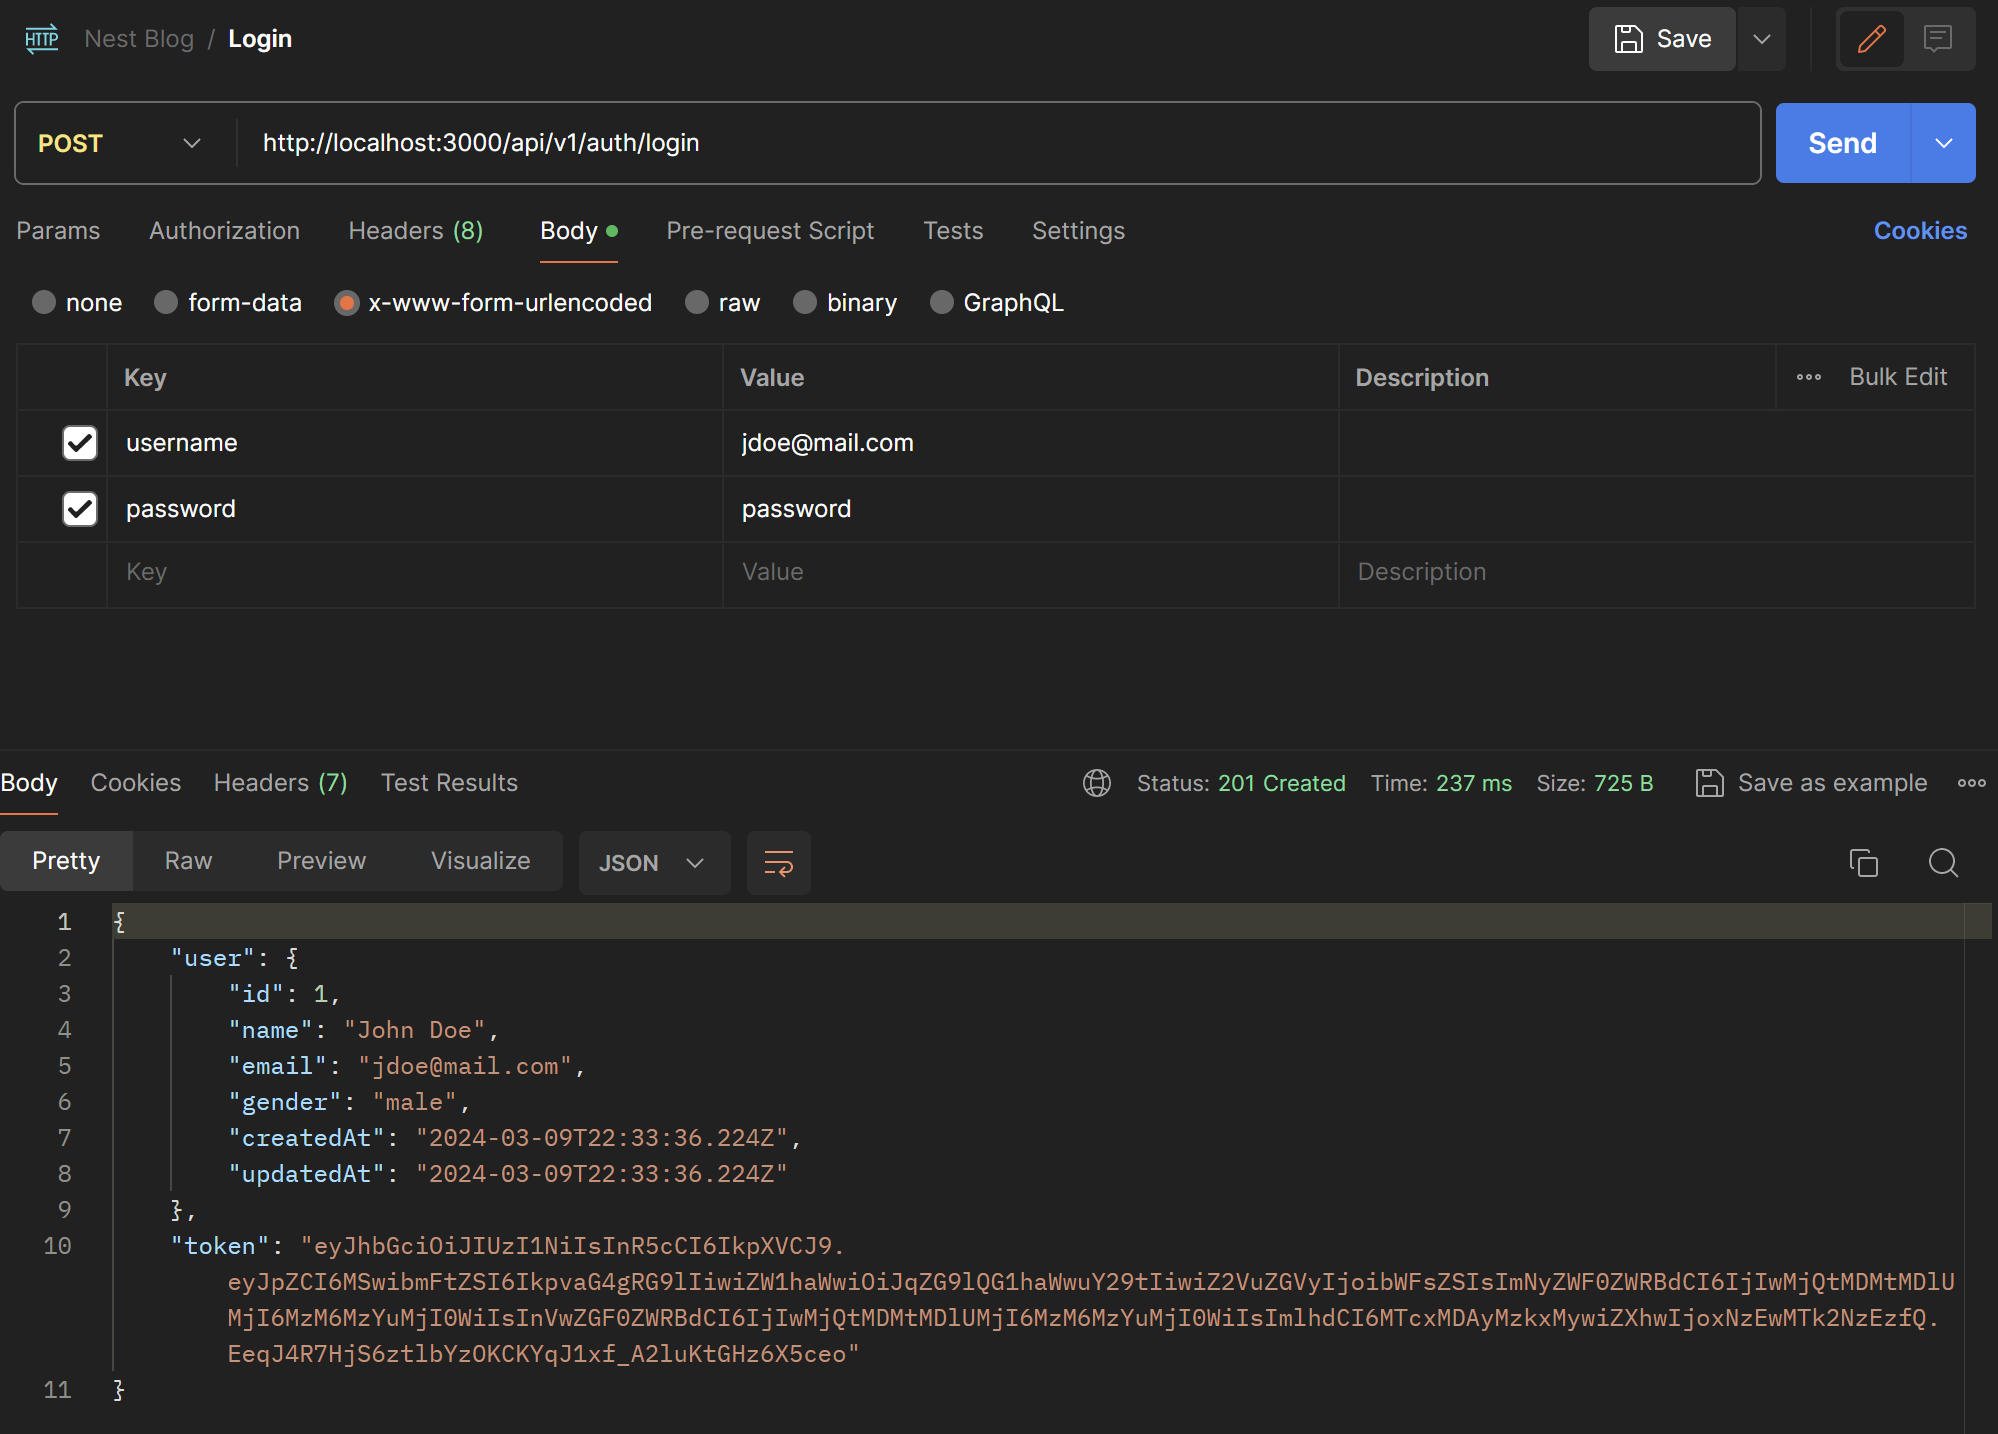 HTTP Nest Blog / Login Save
POST http://localhost:3000/api/v1/auth/login Send
Params Authorization Headers (8) Body Pre-request Script Tests Settings Cookies
none form-data x-www-form-urlencoded raw binary GraphQL
Key Value Description Bulk Edit
username jdoe@mail.com
password password
Key Value Description
Body Cookies Headers (7) Test Results Status: 201 Created Time: 237 ms Size: 725 B Save as example
Pretty Raw Preview Visualize JSON
1 {
2 "user": {
3 "id": 1,
4 "name": "John Doe",
5 "email": "jdoe@mail.com",
6 "gender": "male",
7 "createdAt": "2024-03-09T22:33:36.224Z",
8 "updatedAt": "2024-03-09T22:33:36.224Z"
9 },
10 "token": "eyJhbGciOiJIUzI1NiIsInR5cCI6IkpXVCJ9.
eyJpZCI6MSwibmFtZSI6IkpvaG4gRG9lIiwiZW1haWwiOiJqZG9lQG1haWwuY29tIiwiZ2VuZGVyIjoibWFsZSIsImNyZWF0ZWRBdCI6IjIwMjQtMDMtMDlU
MjI6MzM6MzYuMjI0WiIsInVwZGF0ZWRBdCI6IjIwMjQtMDMtMDlUMjI6MzM6MzYuMjI0WiIsImlhdCI6MTcxMDAyMzkxMywiZXhwIjoxNzEwMTk2NzEzfQ.
EeqJ4R7HjS6ztlbYzOKCKYqJ1xf_A2luKtGHz6X5ceo"
11 }